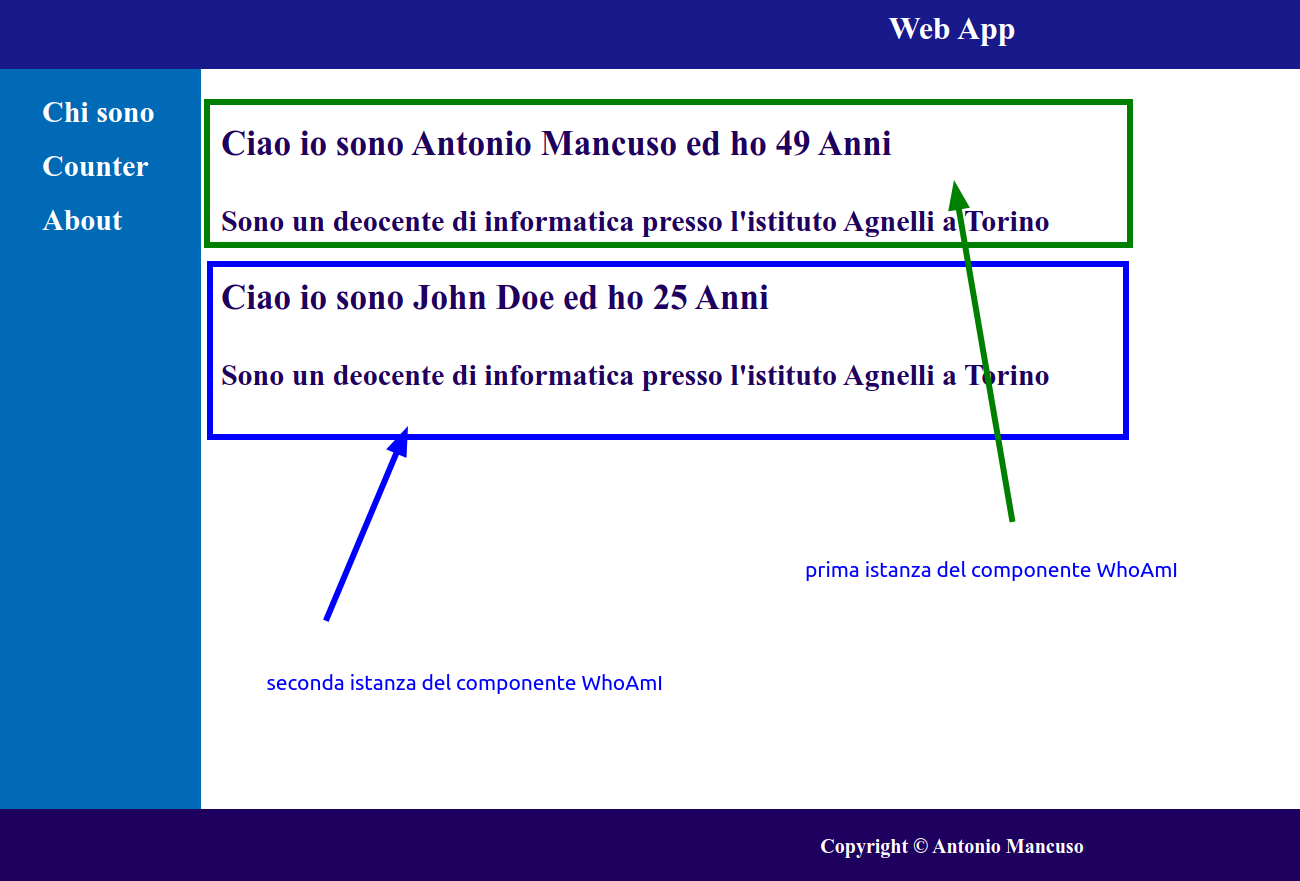 Web App
Chi sono
Counter
About
Ciao io sono Antonio Mancuso ed ho 49 Anni
Sono un deocente di informatica presso l'istituto Agnelli a Torino
Ciao io sono John Doe ed ho 25 Anni
Sono un deocente di informatica presso l'istituto Agnelli a Torino
prima istanza del componente WhoAmI
seconda istanza del componente WhoAmI
Copyright © Antonio Mancuso